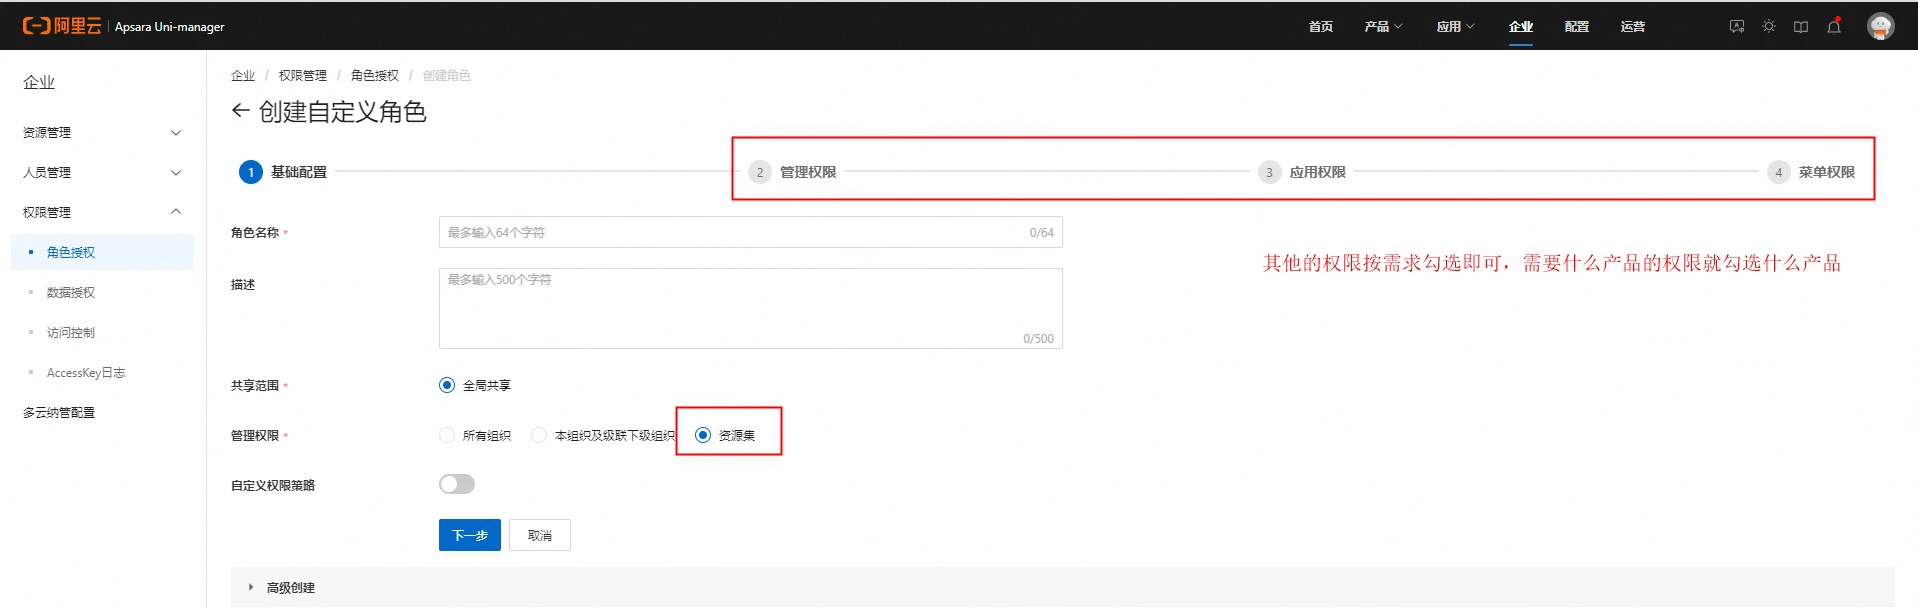 阿里云 Apsara Uni-manager
首页 产品 应用 企业 配置 运营
企业
资源管理
人员管理
权限管理
角色授权
数据授权
访问控制
AccessKey日志
多云纳管配置
企业 / 权限管理 / 角色授权 / 创建角色
← 创建自定义角色
1 基础配置 2 管理权限 3 应用权限 4 菜单权限
角色名称 * 最多输入64个字符 0/64
其他的权限按需求勾选即可，需要什么产品的权限就勾选什么产品
描述 最多输入500个字符
0/500
共享范围 * 全局共享
管理权限 * 所有组织 本组织及级联下级组织 资源集
自定义权限策略
下一步 取消
高级创建